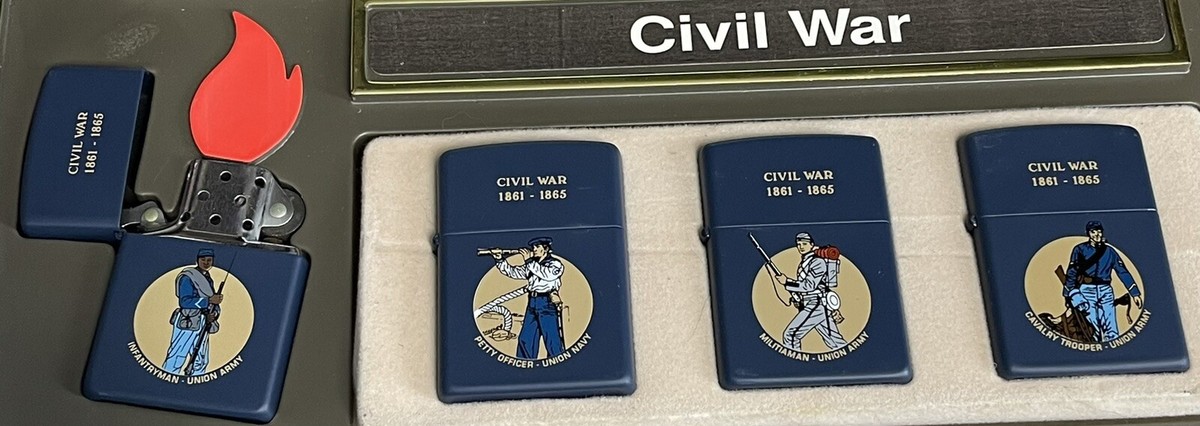 Civil War
CIVIL WAR
1861 - 1865
INFANTRYMAN - UNION ARMY
CIVIL WAR
1861 - 1865
PETTY OFFICER - UNION NAVY
CIVIL WAR
1861 - 1865
MILITIAMAN - UNION ARMY
CIVIL WAR
1861 - 1865
CAVALRY TROOPER - UNION ARMY